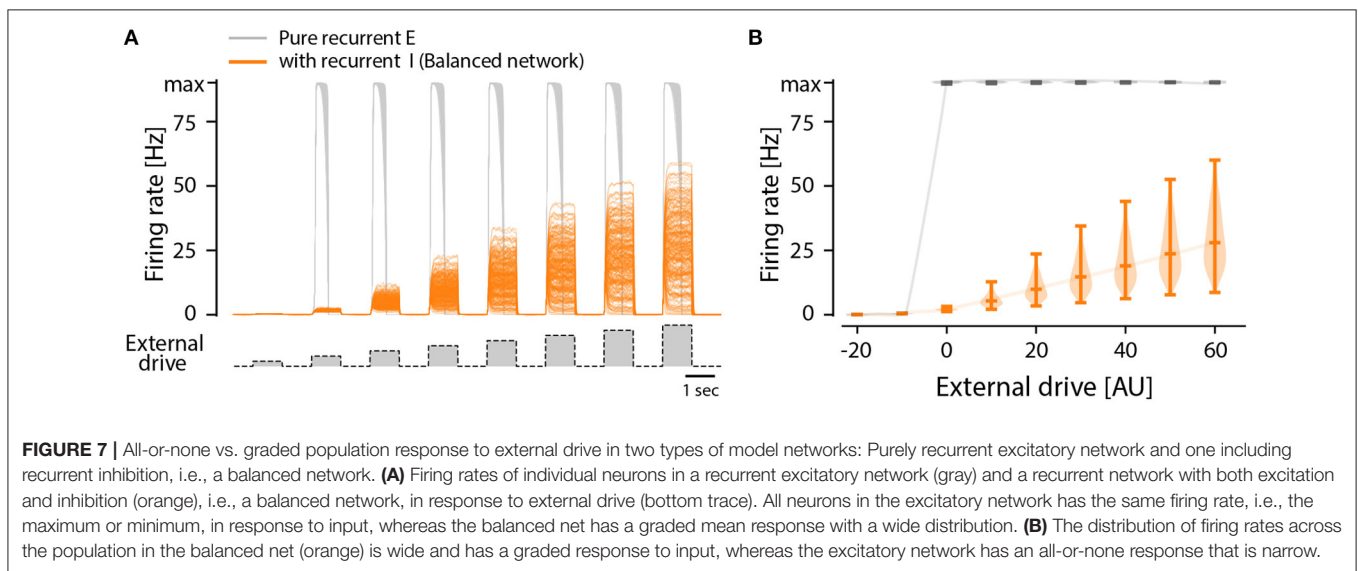 A
Pure recurrent E
with recurrent I (Balanced network)
max
75
50
25
0
Firing rate [Hz]
External
drive
1 sec
B
max
75
50
25
0
Firing rate [Hz]
-20
0
20
40
60
External drive [AU]
FIGURE 7 | All-or-none vs. graded population response to external drive in two types of model networks: Purely recurrent excitatory network and one including
recurrent inhibition, i.e., a balanced network. (A) Firing rates of individual neurons in a recurrent excitatory network (gray) and a recurrent network with both excitation
and inhibition (orange), i.e., a balanced network, in response to external drive (bottom trace). All neurons in the excitatory network has the same firing rate, i.e., the
maximum or minimum, in response to input, whereas the balanced net has a graded mean response with a wide distribution. (B) The distribution of firing rates across
the population in the balanced net (orange) is wide and has a graded response to input, whereas the excitatory network has an all-or-none response that is narrow.